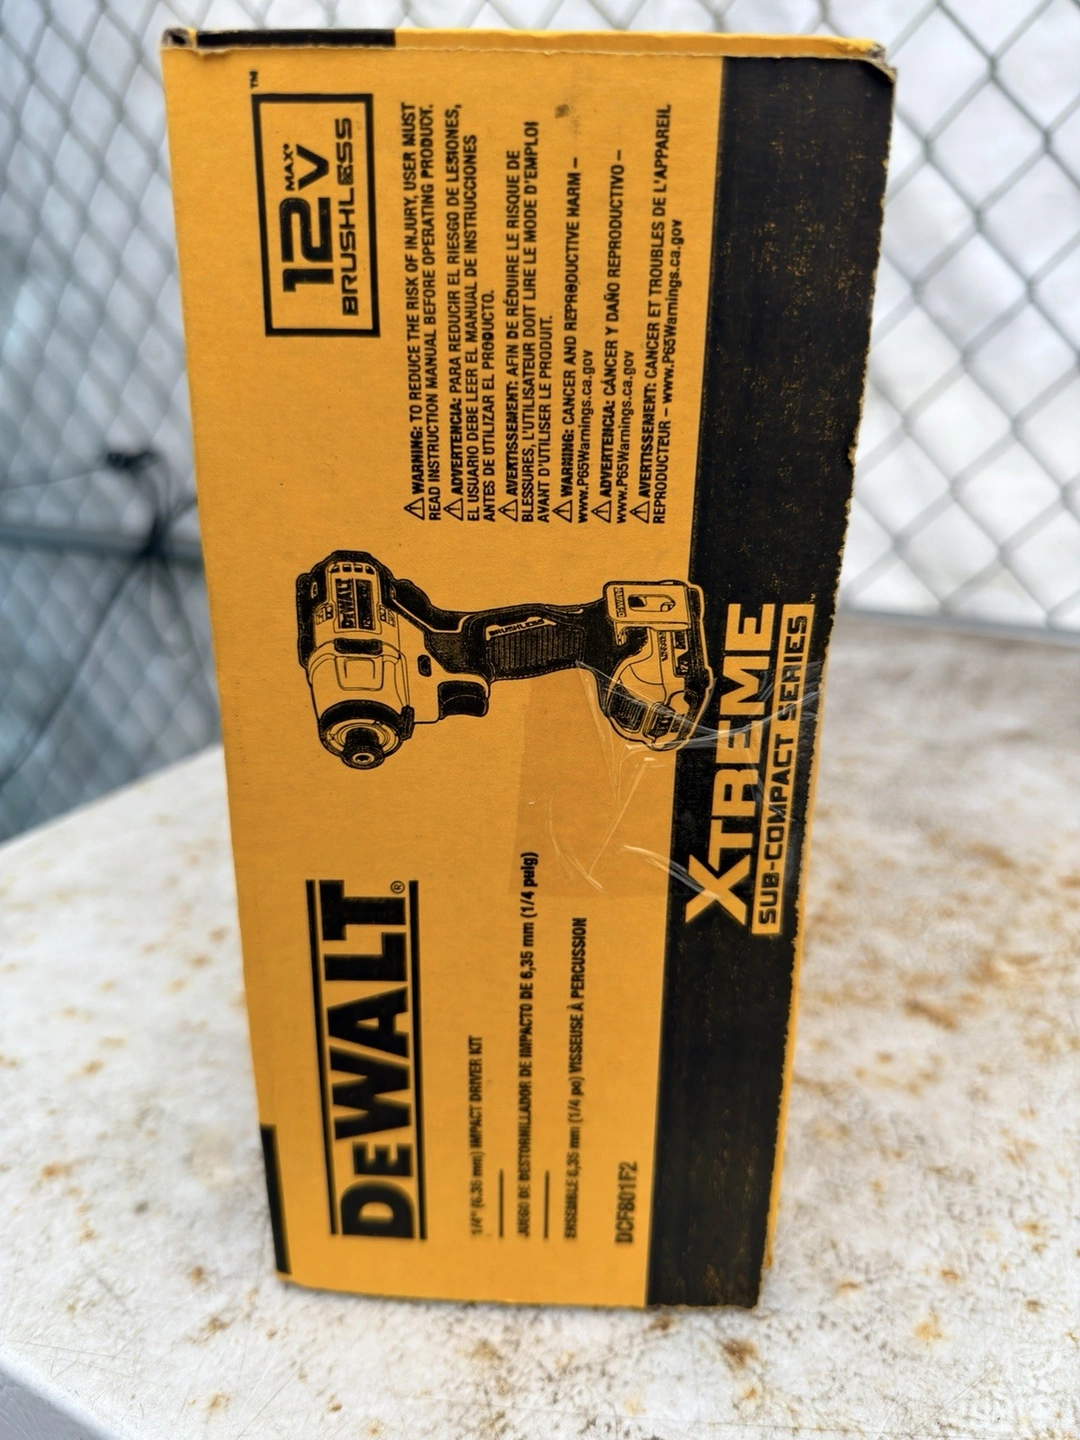 DEWALT®
1/4" (6.35 mm) IMPACT DRIVER KIT
JUEGO DE DESTORNILLADOR DE IMPACTO DE 6,35 mm (1/4 pulg)
ENSEMBLE 6,35 mm (1/4 po) VISSEUSE À PERCUSSION
DCF801F2
DEWALT
BRUSHLESS
XTREME™
SUB-COMPACT SERIES
12V MAX*
BRUSHLESS
™
⚠ WARNING: TO REDUCE THE RISK OF INJURY, USER MUST
READ INSTRUCTION MANUAL BEFORE OPERATING PRODUCT.
⚠ ADVERTENCIA: PARA REDUCIR EL RIESGO DE LESIONES,
EL USUARIO DEBE LEER EL MANUAL DE INSTRUCCIONES
ANTES DE UTILIZAR EL PRODUCTO.
⚠ AVERTISSEMENT: AFIN DE RÉDUIRE LE RISQUE DE
BLESSURES, L'UTILISATEUR DOIT LIRE LE MODE D'EMPLOI
AVANT D'UTILISER LE PRODUIT.
⚠ WARNING: CANCER AND REPRODUCTIVE HARM –
www.P65Warnings.ca.gov
⚠ ADVERTENCIA: CÁNCER Y DAÑO REPRODUCTIVO –
www.P65Warnings.ca.gov
⚠ AVERTISSEMENT: CANCER ET TROUBLES DE L'APPAREIL
REPRODUCTEUR – www.P65Warnings.ca.gov